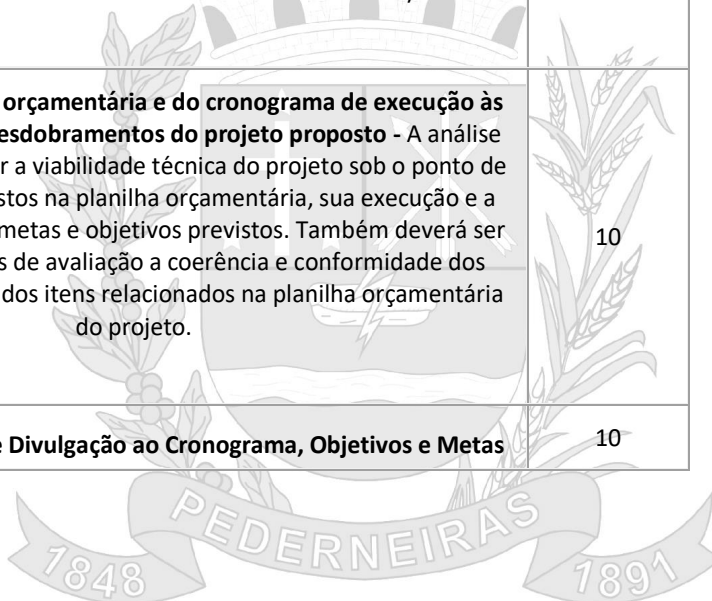 orçamentária e do cronograma de execução às
esdobramentos do projeto proposto - A análise
r a viabilidade técnica do projeto sob o ponto de
stos na planilha orçamentária, sua execução e a
metas e objetivos previstos. Também deverá ser
s de avaliação a coerência e conformidade dos
dos itens relacionados na planilha orçamentária
do projeto.
10
e Divulgação ao Cronograma, Objetivos e Metas
10
PEDERNEIRAS
1848
1891